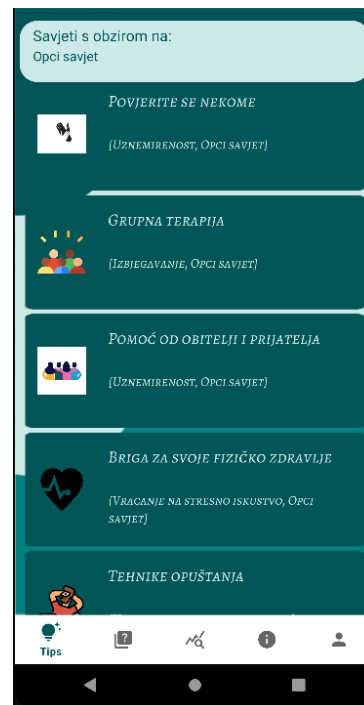 Savjeti s obzirom na:
Opci savjet
Povjerite se nekome
{Uznemirenost, Opci savjet}
Grupna terapija
{Izbjegavanje, Opci savjet}
Pomoć od obitelji i prijatelja
{Uznemirenost, Opci savjet}
Briga za svoje fizičko zdravlje
{Vracanje na stresno iskustvo, Opci
savjet}
Tehnike opuštanja
Tips